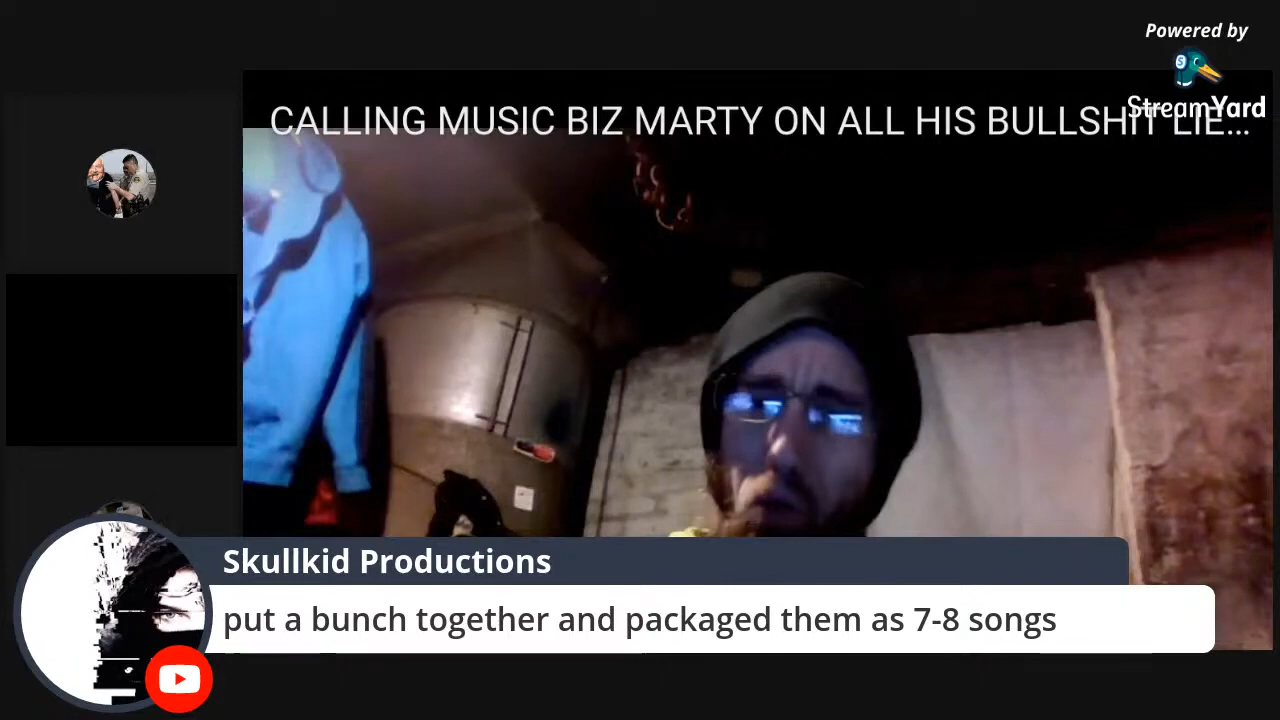 Powered by
StreamYard
CALLING MUSIC BIZ MARTY ON ALL HIS BULLSHIT LIE...
Skullkid Productions
put a bunch together and packaged them as 7-8 songs